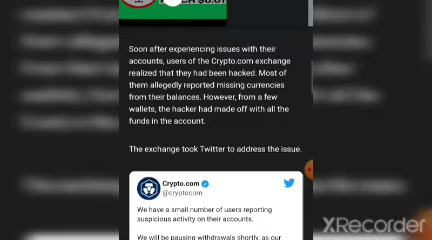 Soon after experiencing issues with their
accounts, users of the Crypto.com exchange
realized that they had been hacked. Most of
them allegedly reported missing currencies
from their balances. However, from a few
wallets, the hacker had made off with all the
funds in the account.
The exchange took Twitter to address the issue.
Crypto.com
@cryptocom
We have a small number of users reporting
suspicious activity on their accounts.
We will be pausing withdrawals shortly, as our
XRecorder